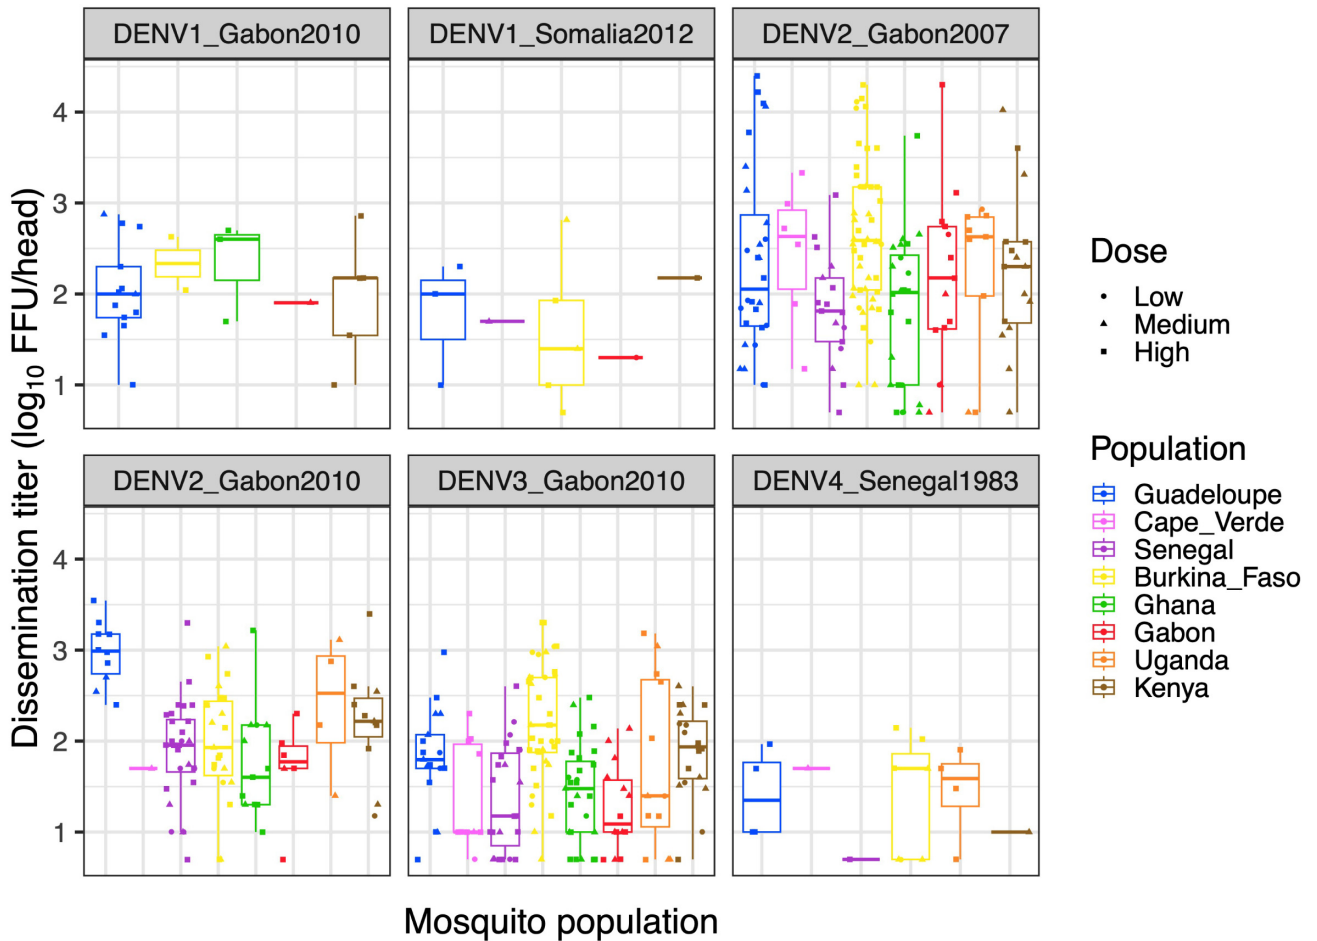 DENV1_Gabon2010
DENV1_Somalia2012
DENV2_Gabon2007
4
3
2
1
DENV2_Gabon2010
DENV3_Gabon2010
DENV4_Senegal1983
4
3
2
1
Dissemination titer (log10 FFU/head)
Mosquito population
Dose
Low
Medium
High
Population
Guadeloupe
Cape_Verde
Senegal
Burkina_Faso
Ghana
Gabon
Uganda
Kenya